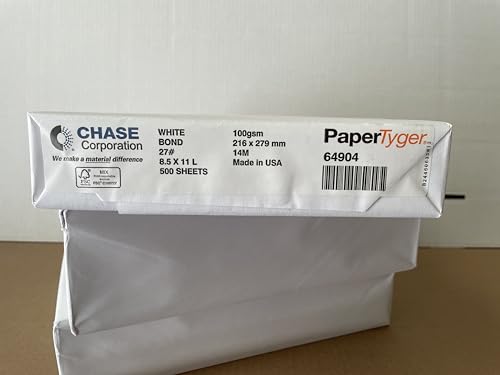 CHASE
Corporation
We make a material difference
FSC
MIX
WHITE
BOND
27#
8.5 X 11 L
500 SHEETS
100gsm
216 x 279 mm
14M
Made in USA
PaperTyger®
64904